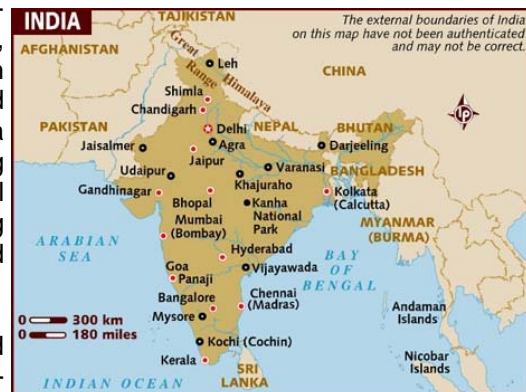 INDIA
The external boundaries of India
on this map have not been authenticated
and may not be correct.
TAJIKISTAN
AFGHANISTAN
Great
Range
Himalaya
Leh
CHINA
Shimla
Chandigarh
PAKISTAN
Delhi
NEPAL
BHUTAN
Jaisalmer
Agra
Darjeeling
Jaipur
Varanasi
BANGLADESH
Udaipur
Khajuraho
Gandhinagar
Kolkata
(Calcutta)
Bhopal
Kanha
National
Park
Mumbai
(Bombay)
MYANMAR
(BURMA)
ARABIAN
SEA
Hyderabad
BAY
OF
BENGAL
Goa
Panaji
Vijayawada
Bangalore
Chennai
(Madras)
Andaman
Islands
0 300 km
0 180 miles
Mysore
Kochi (Cochin)
Nicobar
Islands
Kerala
SRI
LANKA
INDIAN OCEAN